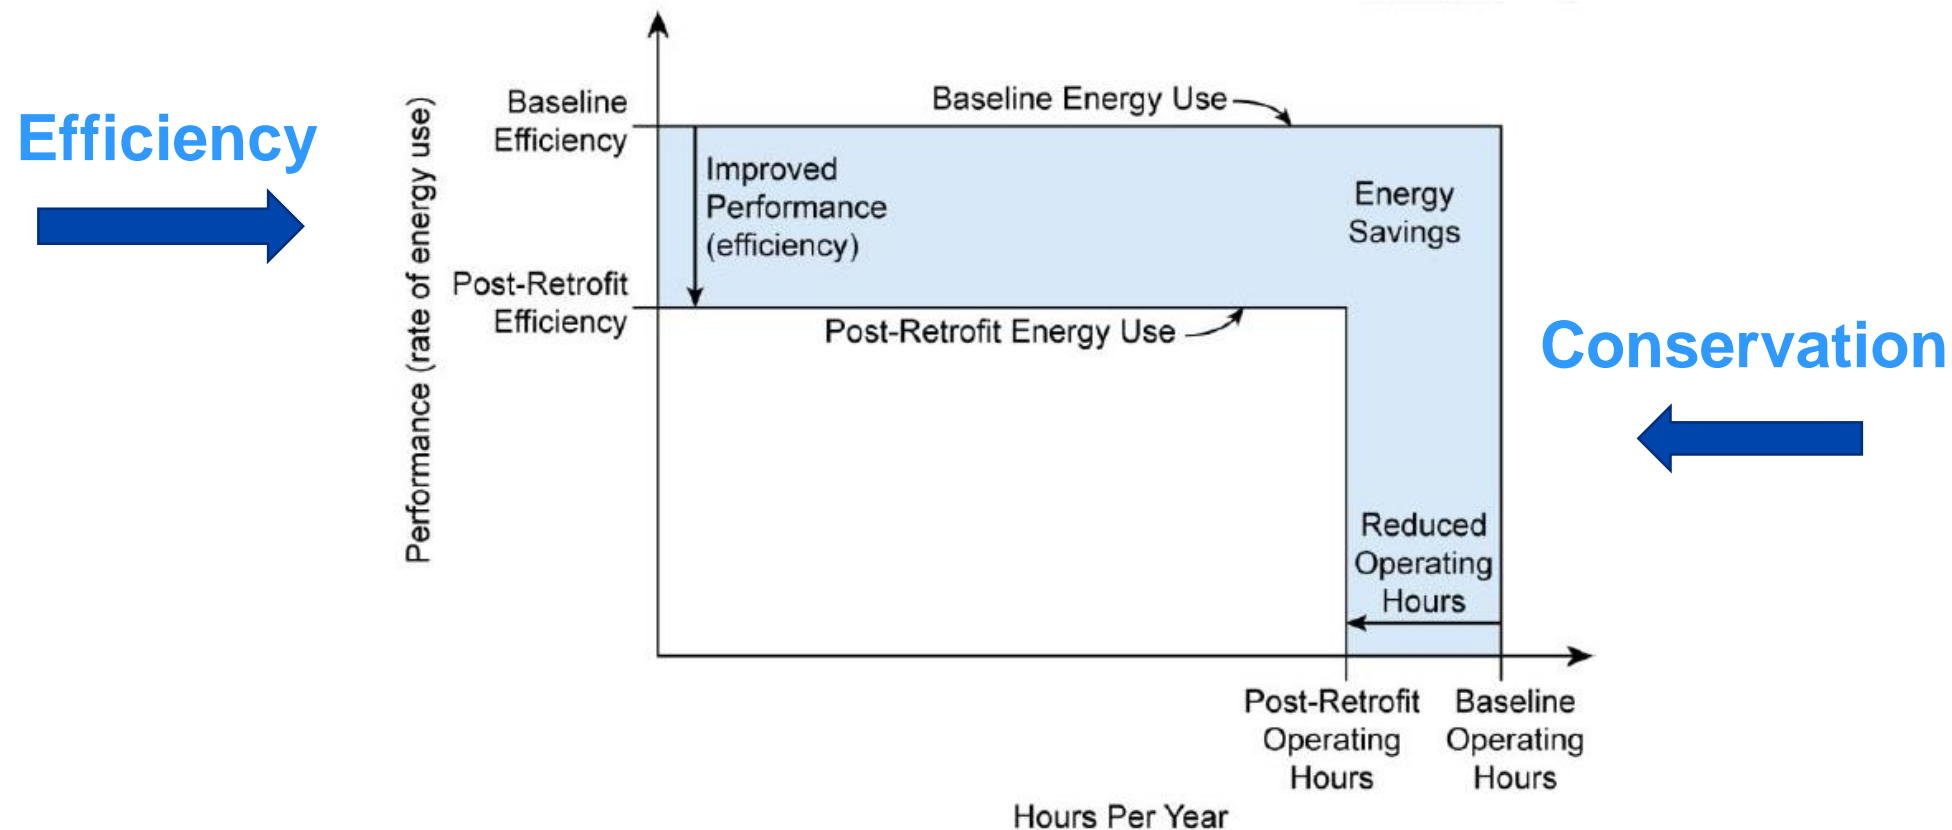 Efficiency
Performance (rate of energy use)
Baseline
Efficiency
Baseline Energy Use
Improved
Performance
(efficiency)
Energy
Savings
Post-Retrofit
Efficiency
Post-Retrofit Energy Use
Conservation
Reduced
Operating
Hours
Post-Retrofit
Operating
Hours
Baseline
Operating
Hours
Hours Per Year